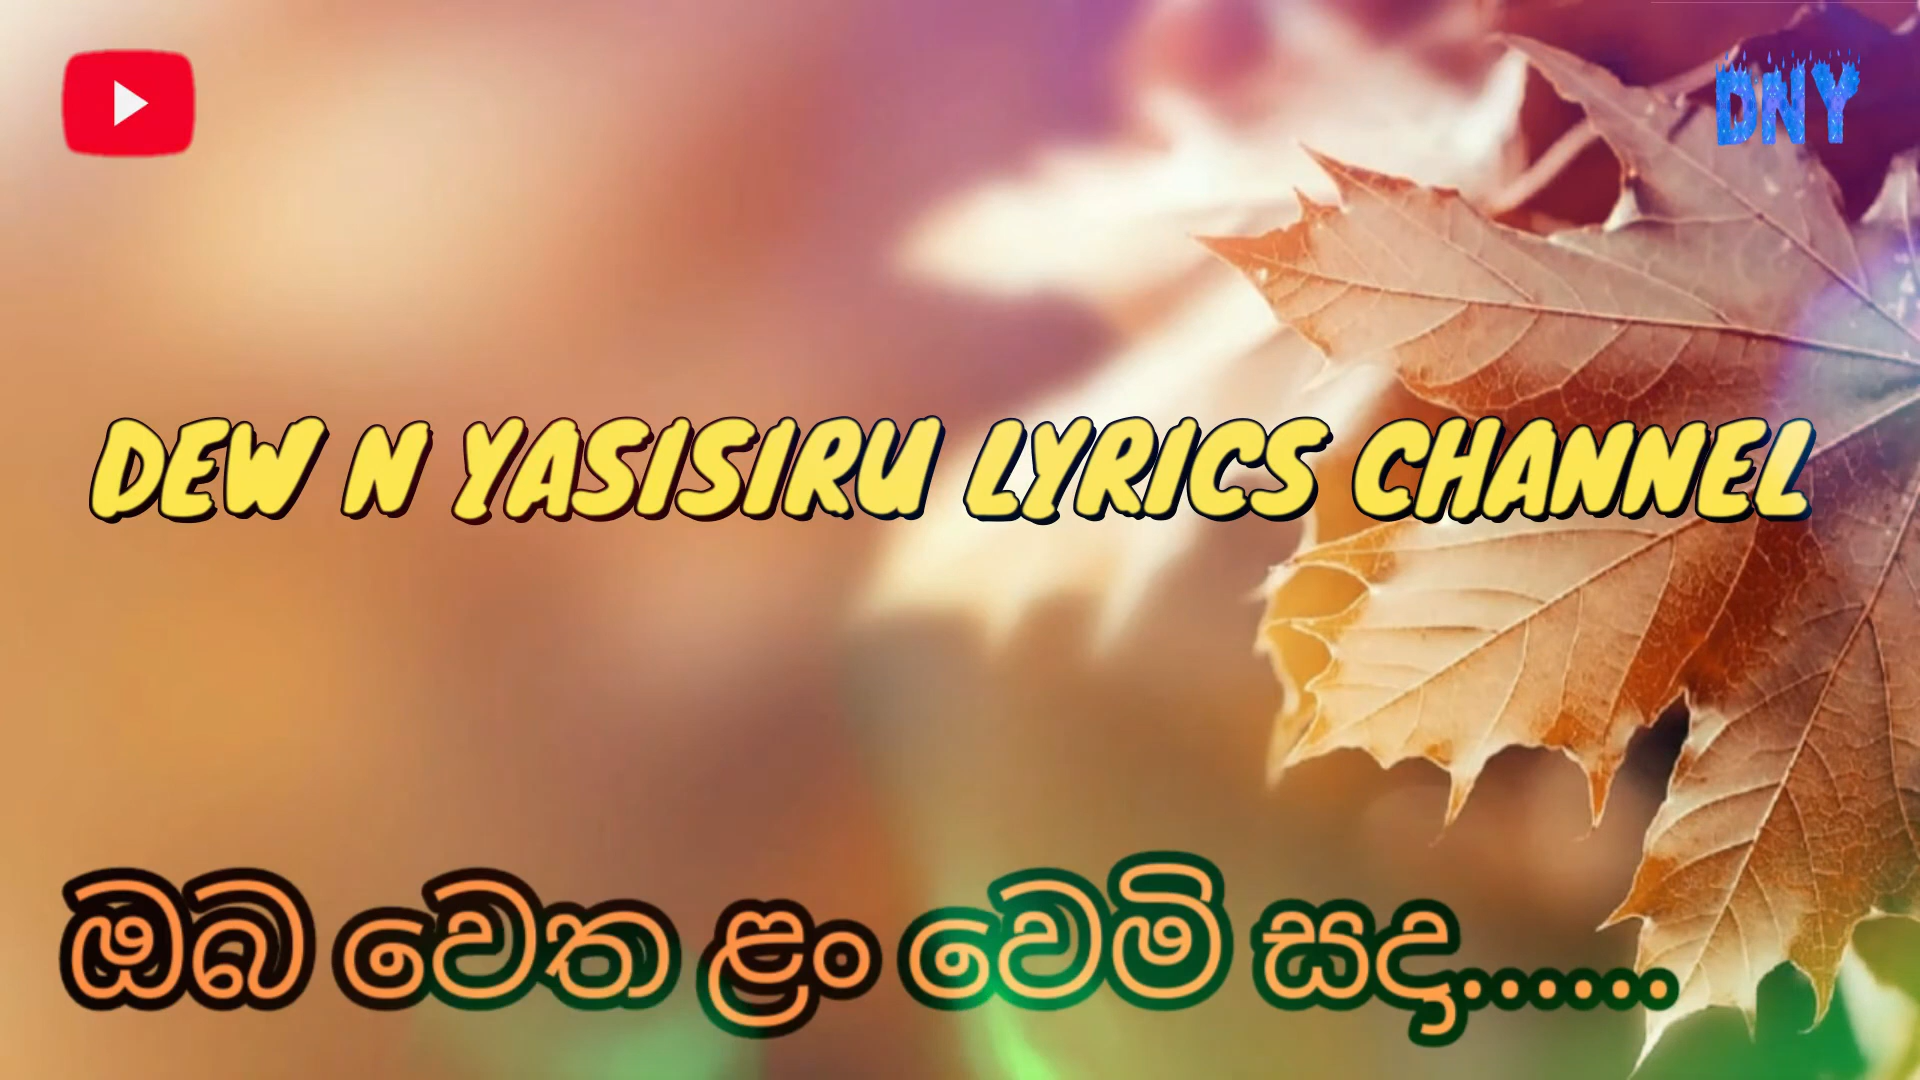 DNY
DEW N YASISIRU LYRICS CHANNEL
ඔබ වෙත ළං වෙමි සඳා......